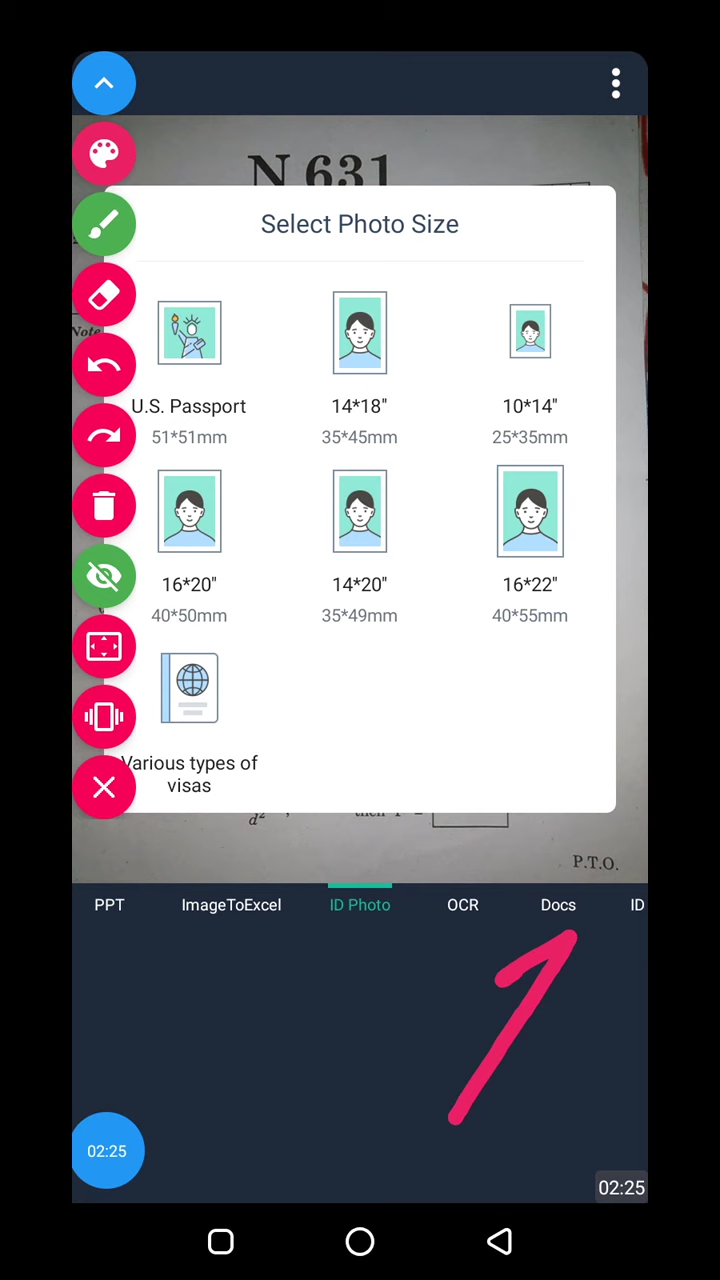 N 631
Select Photo Size
Note
U.S. Passport
51*51mm
14*18"
35*45mm
10*14"
25*35mm
16*20"
40*50mm
14*20"
35*49mm
16*22"
40*55mm
Various types of
visas
d²
P.T.O.
PPT
ImageToExcel
ID Photo
OCR
Docs
ID
02:25
02:25